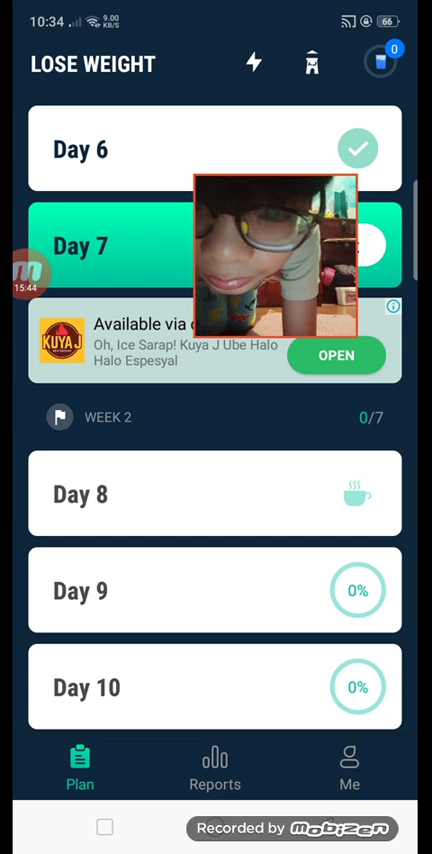 10:34
9.00
KB/S
66
LOSE WEIGHT
0
Day 6
Day 7
15:44
KUYA J
Available via
Oh, Ice Sarap! Kuya J Ube Halo
Halo Espesyal
OPEN
WEEK 2
0/7
Day 8
Day 9
0%
Day 10
0%
Plan
Reports
Me
Recorded by mobizen